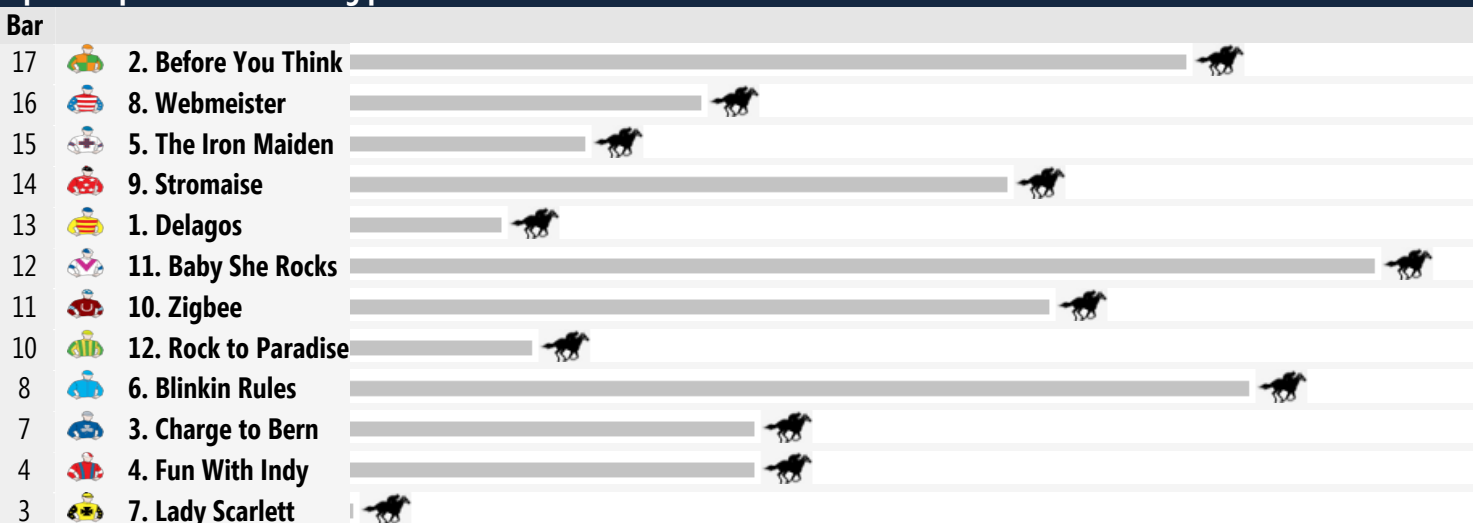 Bar
17 2. Before You Think
16 8. Webmeister
15 5. The Iron Maiden
14 9. Stromaise
13 1. Delagos
12 11. Baby She Rocks
11 10. Zigbee
10 12. Rock to Paradise
8 6. Blinkin Rules
7 3. Charge to Bern
4 4. Fun With Indy
3 7. Lady Scarlett